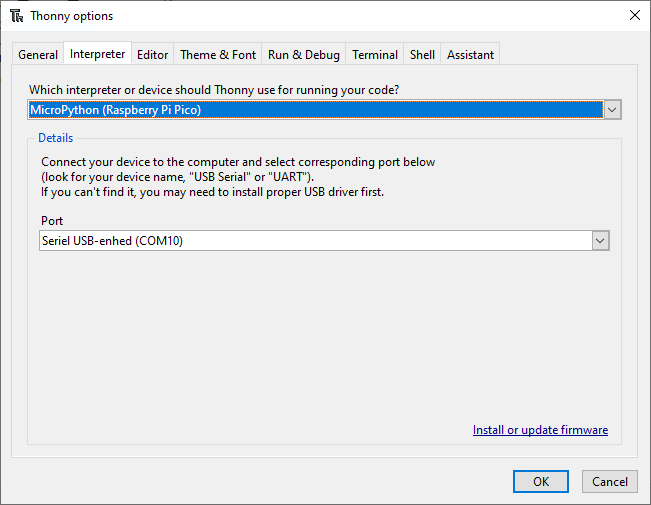 Thonny options
General Interpreter Editor Theme & Font Run & Debug Terminal Shell Assistant
Which interpreter or device should Thonny use for running your code?
MicroPython (Raspberry Pi Pico)
Details
Connect your device to the computer and select corresponding port below
(look for your device name, "USB Serial" or "UART").
If you can't find it, you may need to install proper USB driver first.
Port
Seriel USB-enhed (COM10)
Install or update firmware
OK Cancel